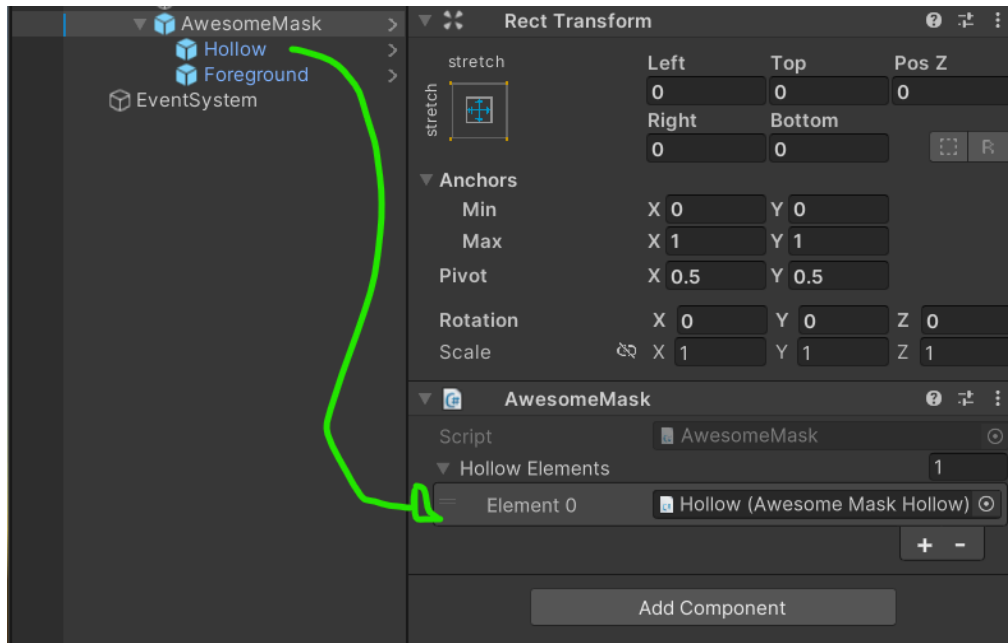 AwesomeMask
Hollow
Foreground
EventSystem
Rect Transform
stretch
stretch
Left Top Pos Z
0 0 0
Right Bottom
0 0
R
Anchors
Min X 0 Y 0
Max X 1 Y 1
Pivot X 0.5 Y 0.5
Rotation X 0 Y 0 Z 0
Scale X 1 Y 1 Z 1
AwesomeMask
Script AwesomeMask
Hollow Elements 1
Element 0 Hollow (Awesome Mask Hollow)
+ -
Add Component